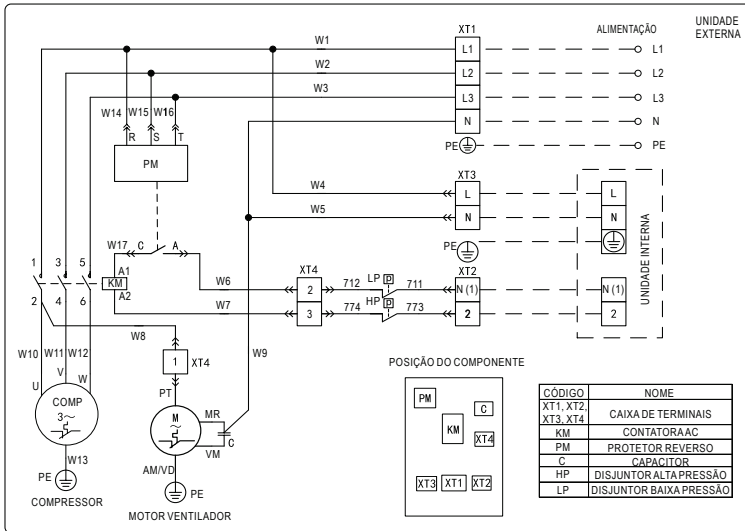 UNIDADE
EXTERNA
ALIMENTAÇÃO
XT1
W1
L1
L1
W2
L2
L2
W3
L3
L3
W14
W15
W16
N
N
R
S
T
PE
PE
PM
XT3
W4
L
L
W5
N
N
PE
UNIDADE INTERNA
W17
C
A
1
3
5
A1
KM
A2
2
4
6
W6
XT4
2
712
LP
P
711
XT2
N (1)
N (1)
W7
3
774
HP
P
773
2
2
W8
W10
W11
W12
U
V
W
1
XT4
W9
PT
COMP
3~
M
~
MR
C
VM
W13
PE
COMPRESSOR
AM/VD
PE
MOTOR VENTILADOR
POSIÇÃO DO COMPONENTE
PM
C
KM
XT4
XT3
XT1
XT2
CÓDIGO NOME
XT1, XT2,
XT3, XT4 CAIXA DE TERMINAIS
KM CONTATORA AC
PM PROTETOR REVERSO
C CAPACITOR
HP DISJUNTOR ALTA PRESSÃO
LP DISJUNTOR BAIXA PRESSÃO